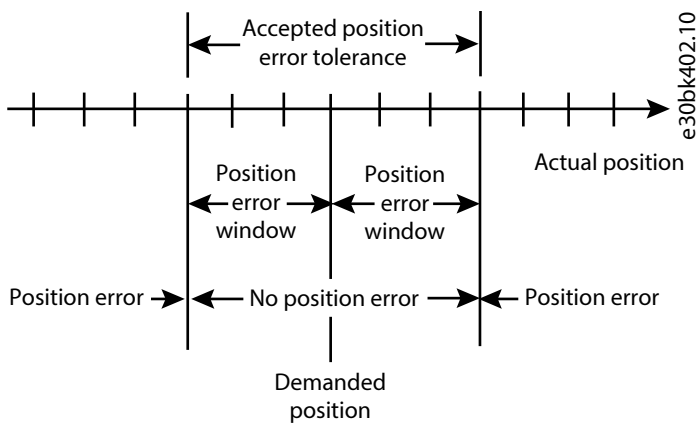 Accepted position
error tolerance
e30bk402.10
Actual position
Position
error
window
Position
error
window
Position error
No position error
Position error
Demanded
position